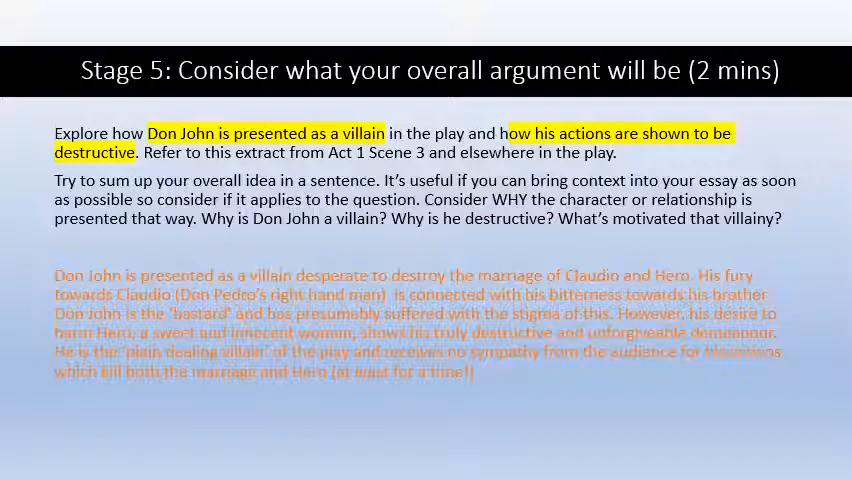 Stage 5: Consider what your overall argument will be (2 mins)
Explore how Don John is presented as a villain in the play and how his actions are shown to be
destructive. Refer to this extract from Act 1 Scene 3 and elsewhere in the play.
Try to sum up your overall idea in a sentence. It's useful if you can bring context into your essay as soon
as possible so consider if it applies to the question. Consider WHY the character or relationship is
presented that way. Why is Don John a villain? Why is he destructive? What's motivated that villainy?
Don John is presented as a villain desperate to destroy the marriage of Claudio and Hero. His fury
towards Claudio (Don Pedro's right hand man) is connected with his bitterness towards his brother
Don John is the 'bastard' and has presumably suffered with the stigma of this. However, his desire to
harm Hero, a sweet and innocent woman, shows his truly destructive and unforgiveable demeanour.
He is the 'plain dealing villain' of the play and receives no sympathy from the audience for his actions
which kill both the marriage and Hero (at least for a time!)